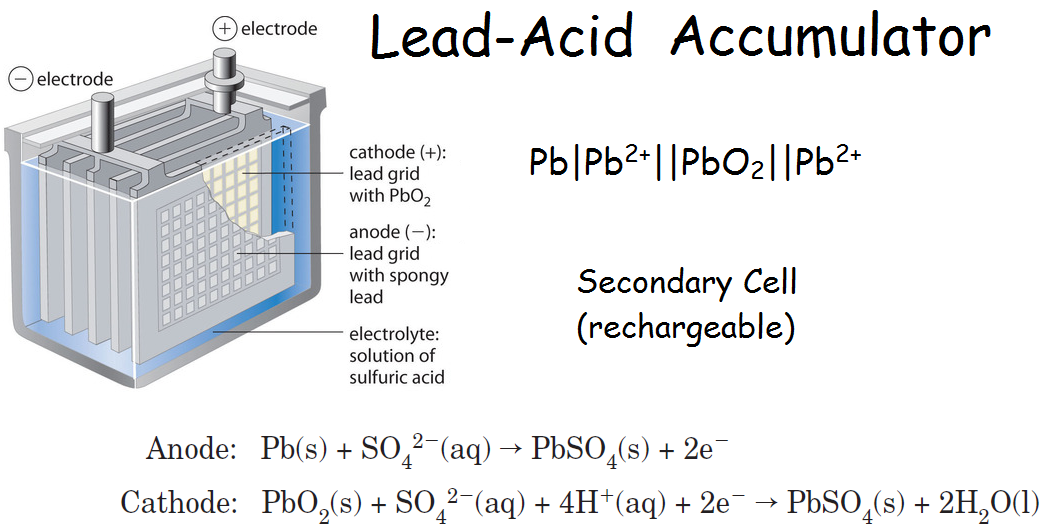 Lead-Acid Accumulator
(+) electrode
(−) electrode
cathode (+):
lead grid
with PbO₂
anode (−):
lead grid
with spongy
lead
electrolyte:
solution of
sulfuric acid
Pb|Pb²⁺||PbO₂||Pb²⁺
Secondary Cell
(rechargeable)
Anode: Pb(s) + SO₄²⁻(aq) → PbSO₄(s) + 2e⁻
Cathode: PbO₂(s) + SO₄²⁻(aq) + 4H⁺(aq) + 2e⁻ → PbSO₄(s) + 2H₂O(l)